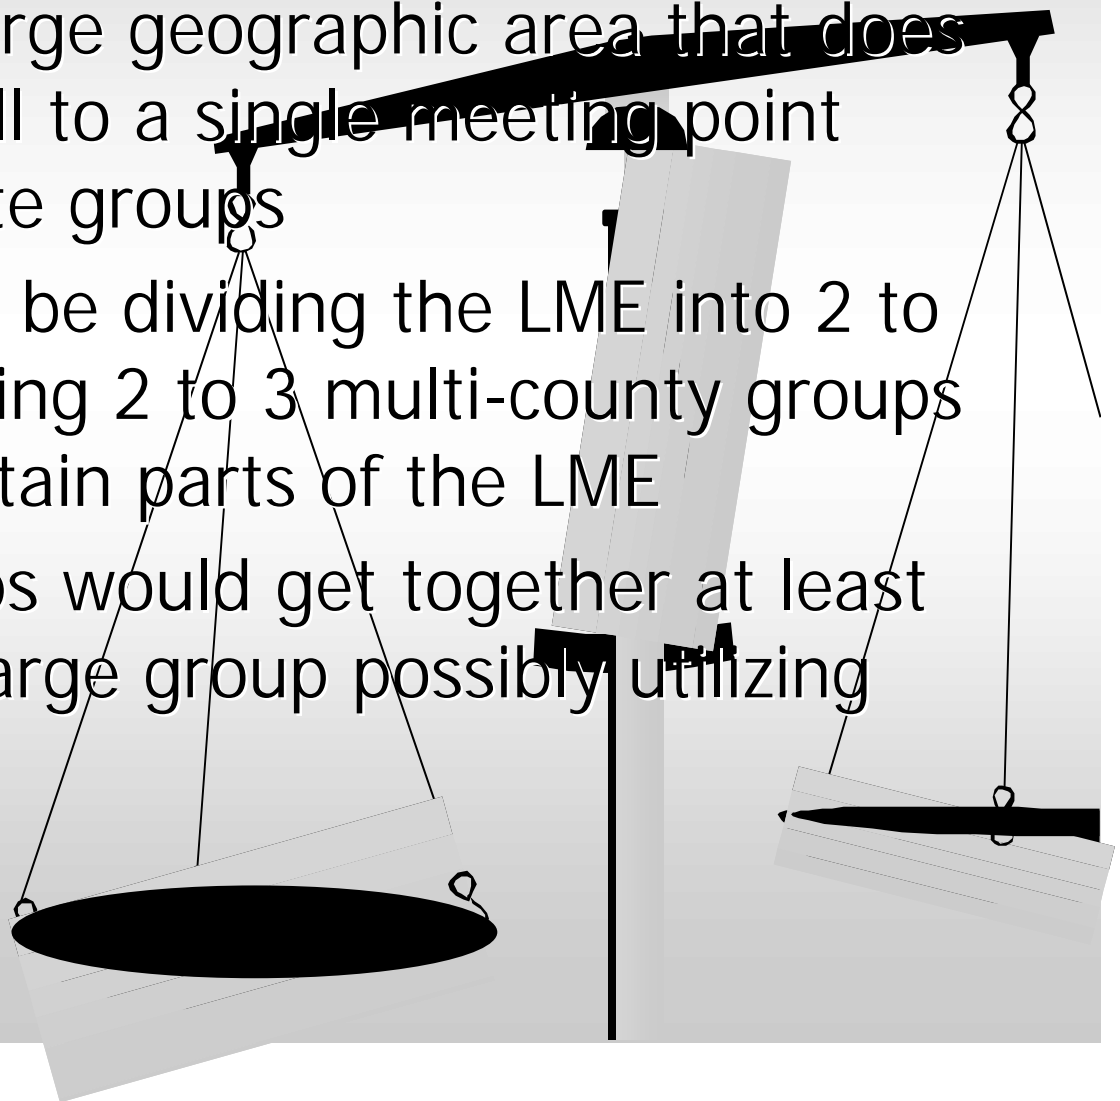 rge geographic area that does
ll to a single meeting point
te groups
be dividing the LME into 2 to
ing 2 to 3 multi-county groups
tain parts of the LME
os would get together at least
arge group possibly utilizing